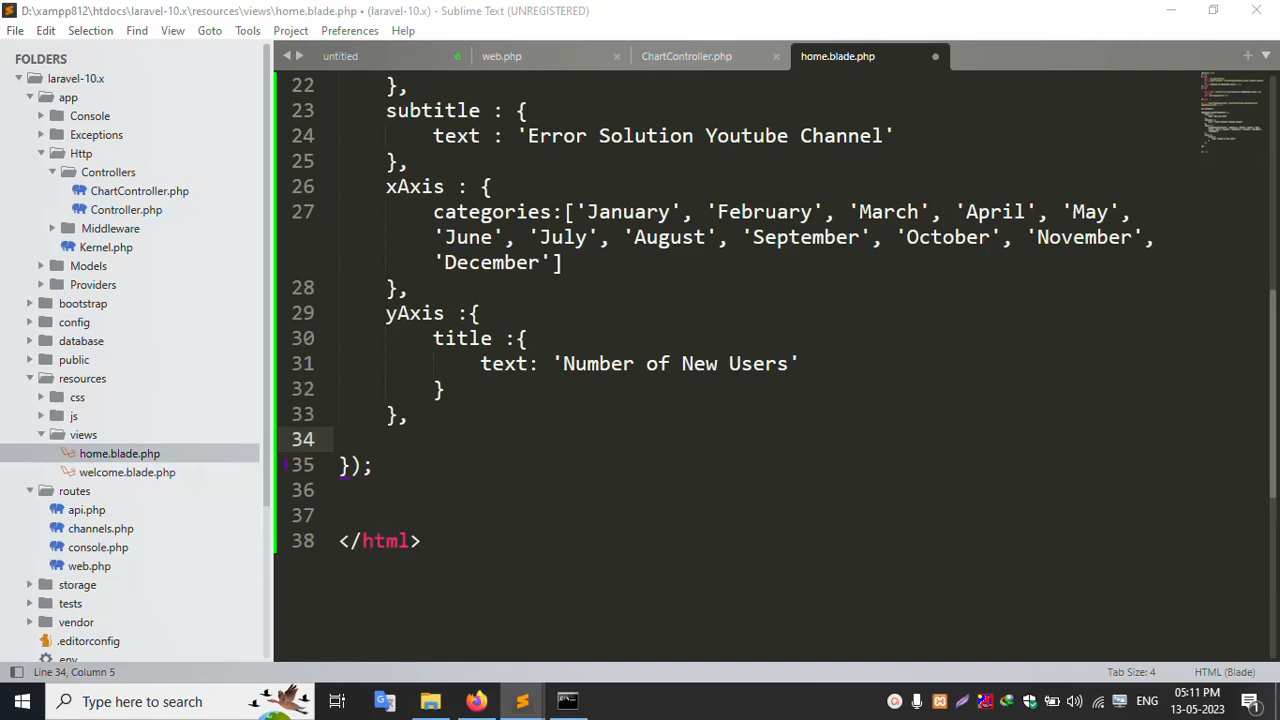 D:\xampp812\htdocs\laravel-10.x\resources\views\home.blade.php • (laravel-10.x) - Sublime Text (UNREGISTERED)
File Edit Selection Find View Goto Tools Project Preferences Help
FOLDERS
laravel-10.x
app
Console
Exceptions
Http
Controllers
ChartController.php
Controller.php
Middleware
Kernel.php
Models
Providers
bootstrap
config
database
public
resources
css
js
views
home.blade.php
welcome.blade.php
routes
api.php
channels.php
console.php
web.php
storage
tests
vendor
.editorconfig
.env
untitled web.php ChartController.php home.blade.php
22 },
23 subtitle : {
24 text : 'Error Solution Youtube Channel'
25 },
26 xAxis : {
27 categories:['January', 'February', 'March', 'April', 'May',
'June', 'July', 'August', 'September', 'October', 'November',
'December']
28 },
29 yAxis :{
30 title :{
31 text: 'Number of New Users'
32 }
33 },
34
35 });
36
37
38 </html>
Line 34, Column 5 Tab Size: 4 HTML (Blade)
Type here to search ENG 05:11 PM
13-05-2023